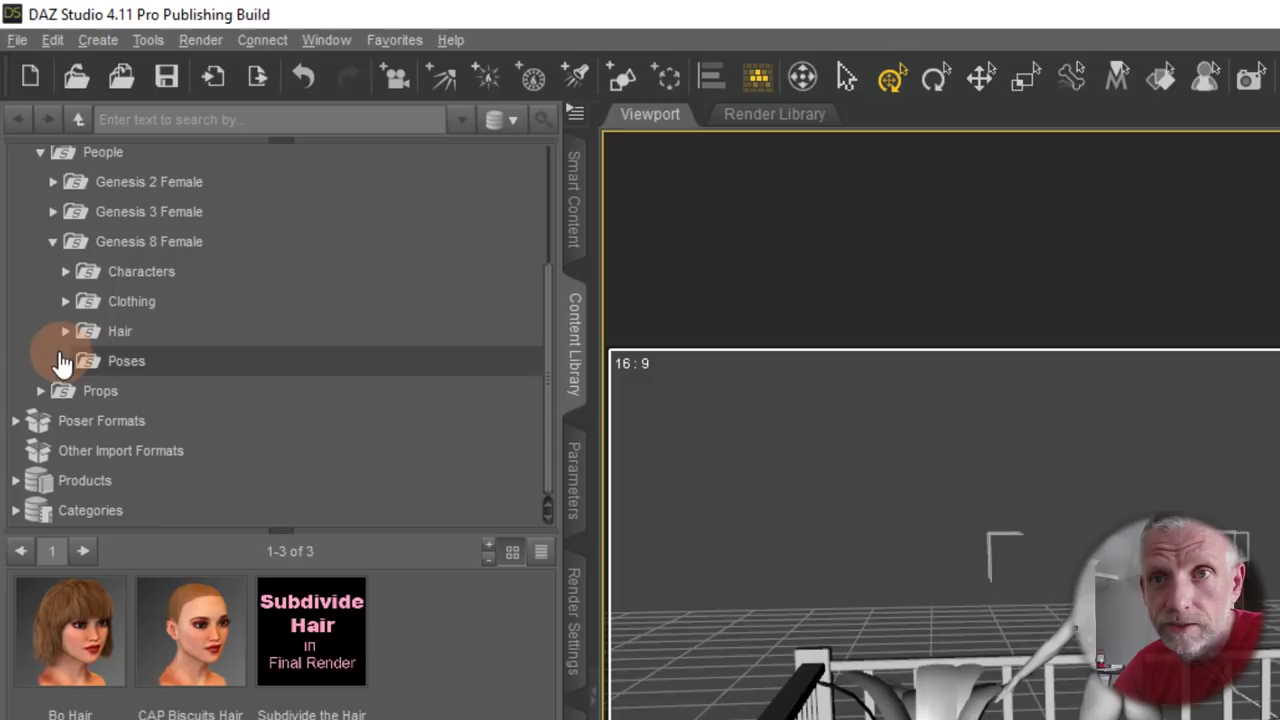 DAZ Studio 4.11 Pro Publishing Build
File Edit Create Tools Render Connect Window Favorites Help
Enter text to search by...
Viewport
Render Library
People
Genesis 2 Female
Genesis 3 Female
Genesis 8 Female
Characters
Clothing
Hair
Poses
Props
Poser Formats
Other Import Formats
Products
Categories
Smart Content
Content Library
Parameters
Render Settings
16 : 9
1
1-3 of 3
Subdivide
Hair
in
Final Render
Bo Hair
CAP Biscuits Hair
Subdivide the Hair